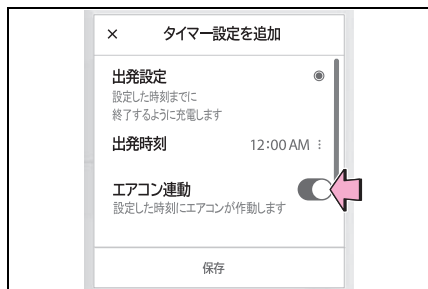 × タイマー設定を追加
出発設定
設定した時刻までに
終了するように充電します
出発時刻 12:00 AM
エアコン連動
設定した時刻にエアコンが作動します
保存